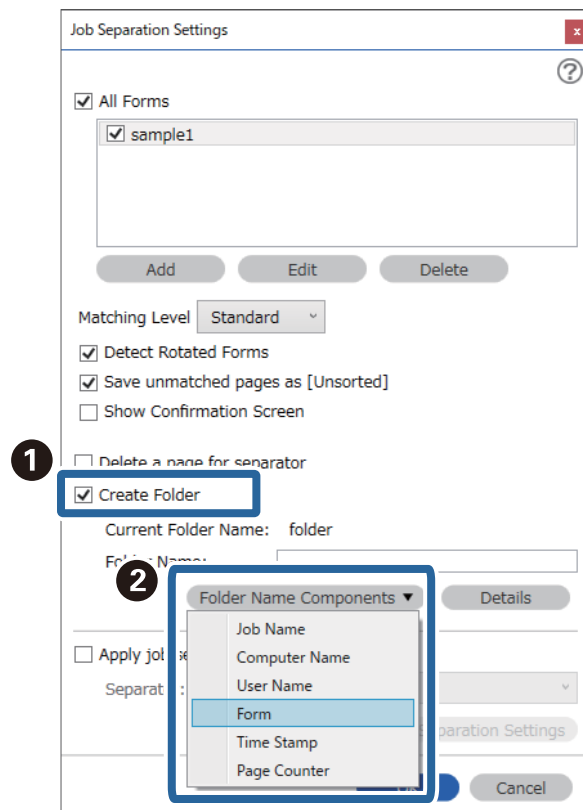 Job Separation Settings
x
?
All Forms
sample1
Add Edit Delete
Matching Level Standard
Detect Rotated Forms
Save unmatched pages as [Unsorted]
Show Confirmation Screen
1
Delete a page for separator
Create Folder
Current Folder Name: folder
2
Folder Name Components ▼ Details
Job Name
Apply
Computer Name
User Name
Form
Time Stamp
Settings
Page Counter
Cancel